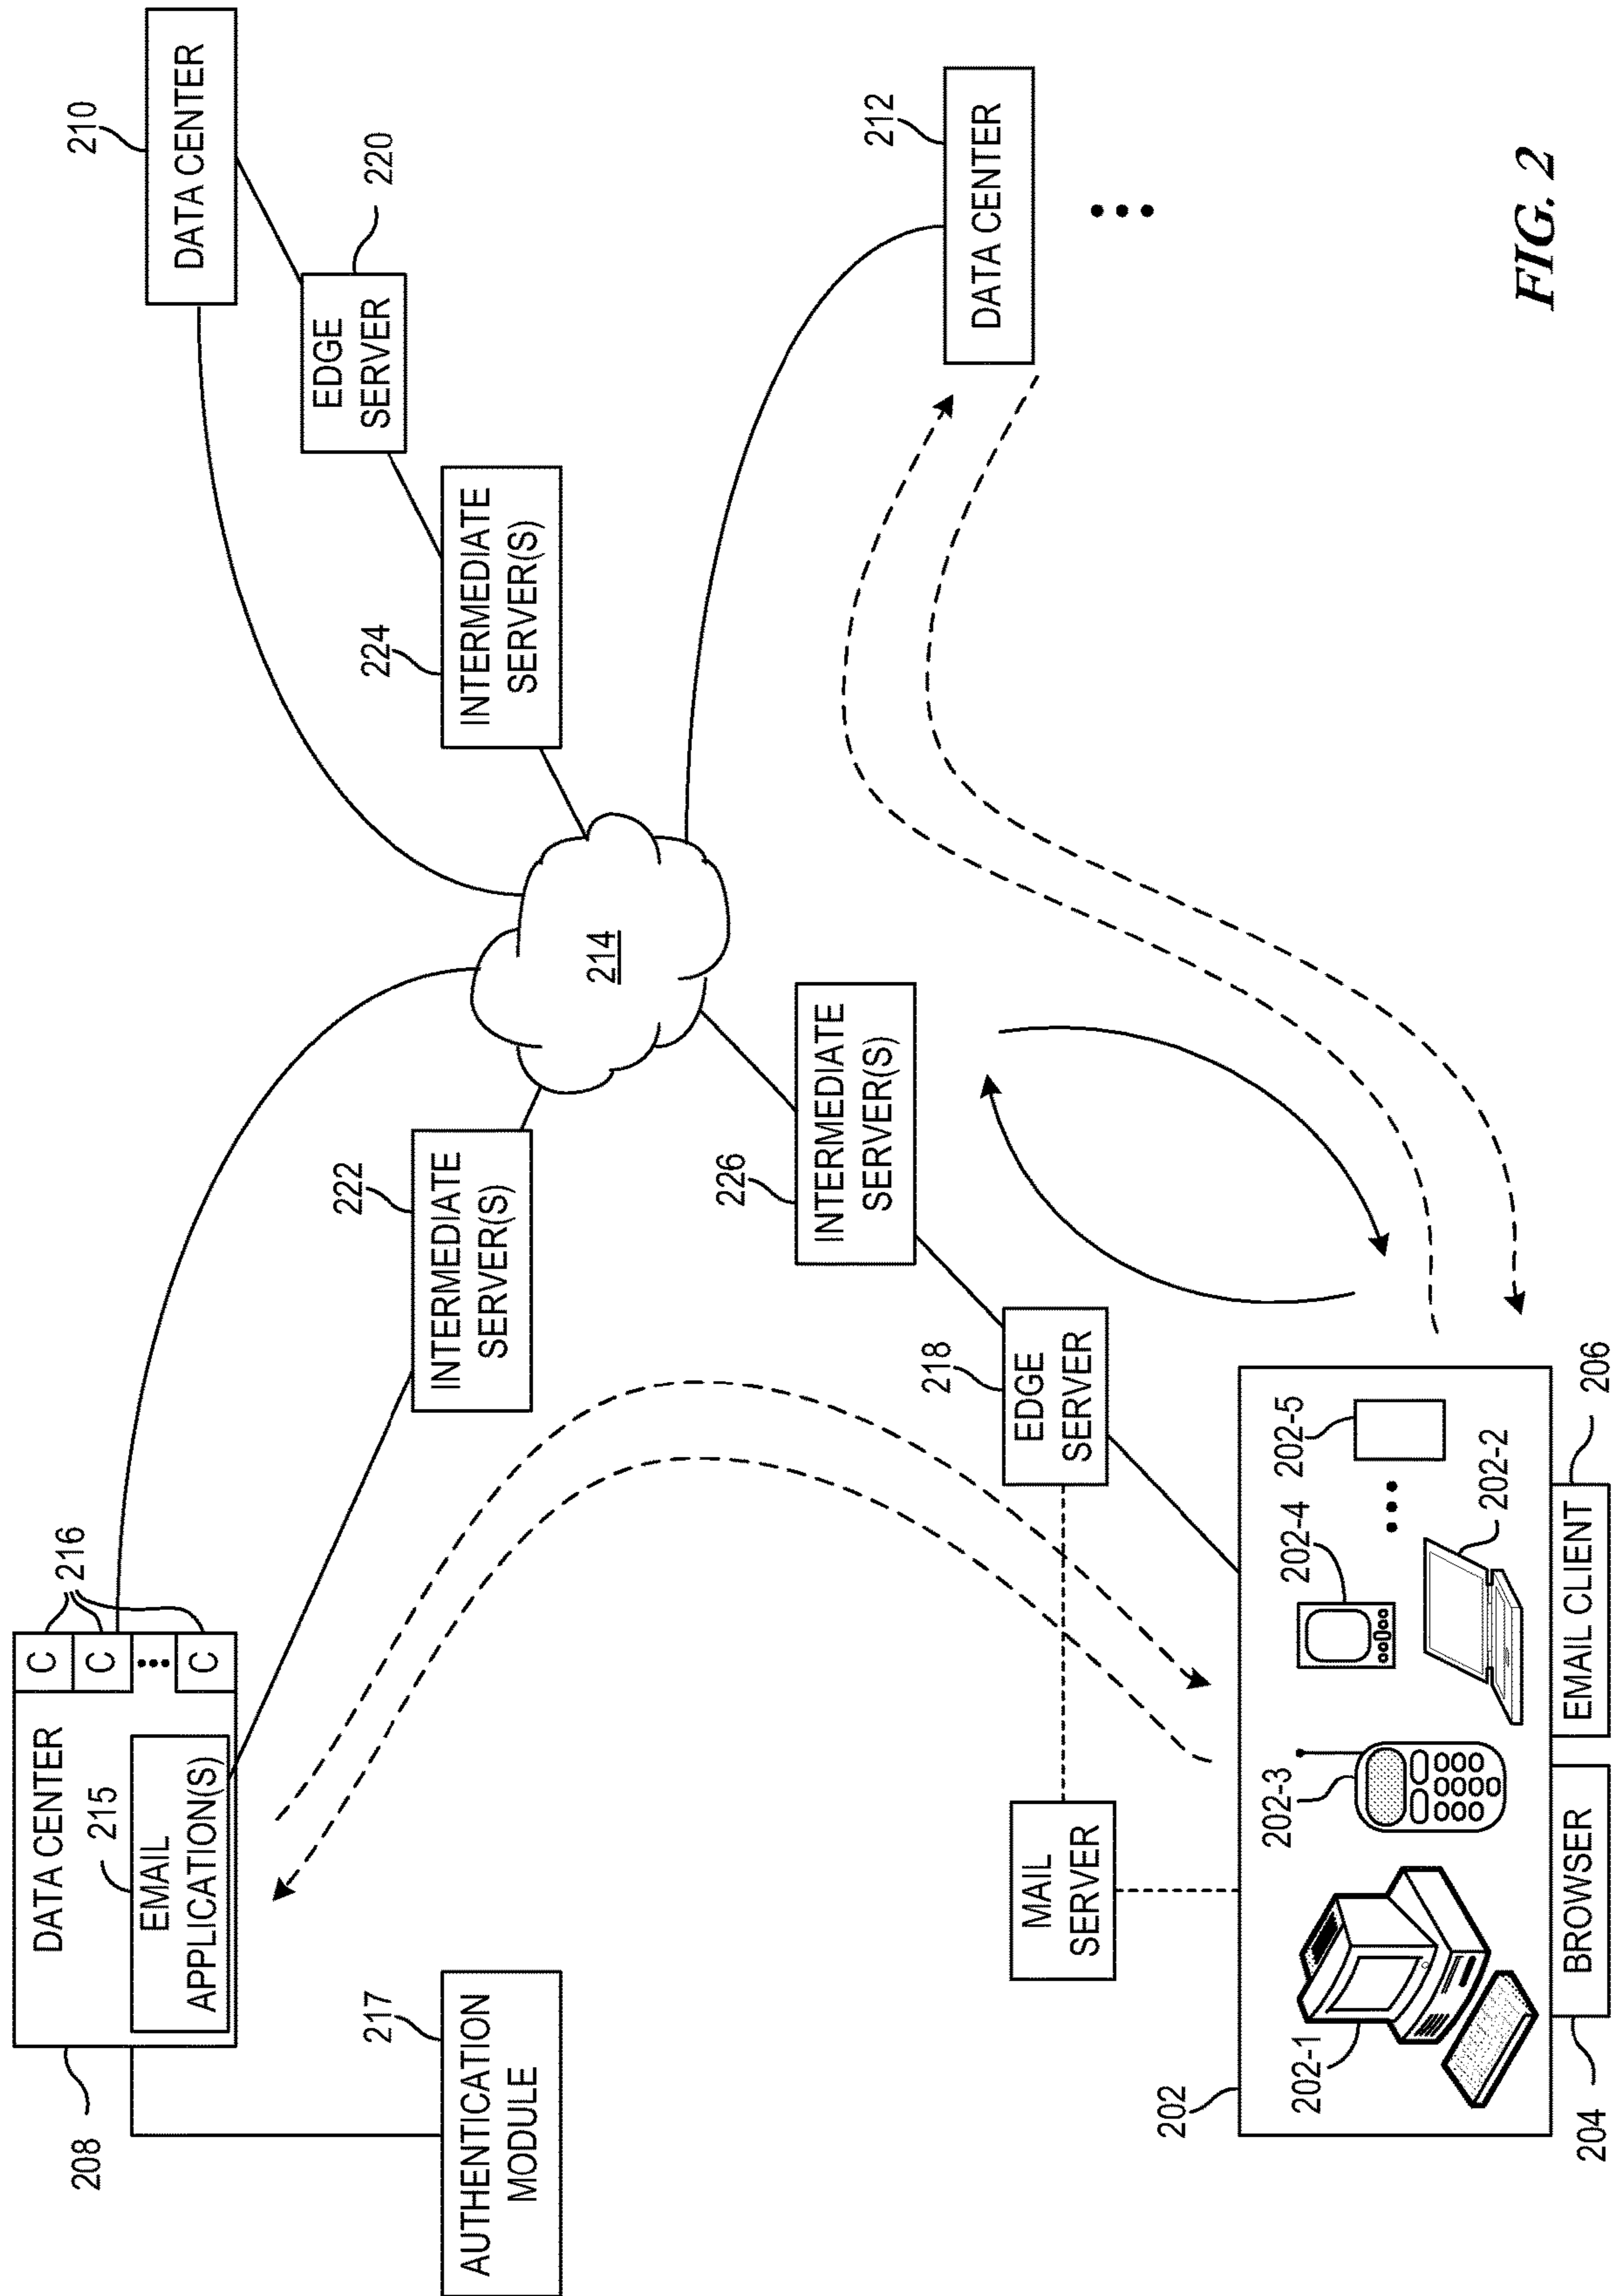 208
DATA CENTER
215
EMAIL
APPLICATION(S)
C
C
C
216
210
DATA CENTER
220
EDGE
SERVER
217
AUTHENTICATION
MODULE
222
INTERMEDIATE
SERVER(S)
224
INTERMEDIATE
SERVER(S)
214
226
INTERMEDIATE
SERVER(S)
212
DATA CENTER
MAIL
SERVER
218
EDGE
SERVER
202
202-1
202-3
202-4
202-5
202-2
204
BROWSER
EMAIL CLIENT
206
FIG. 2